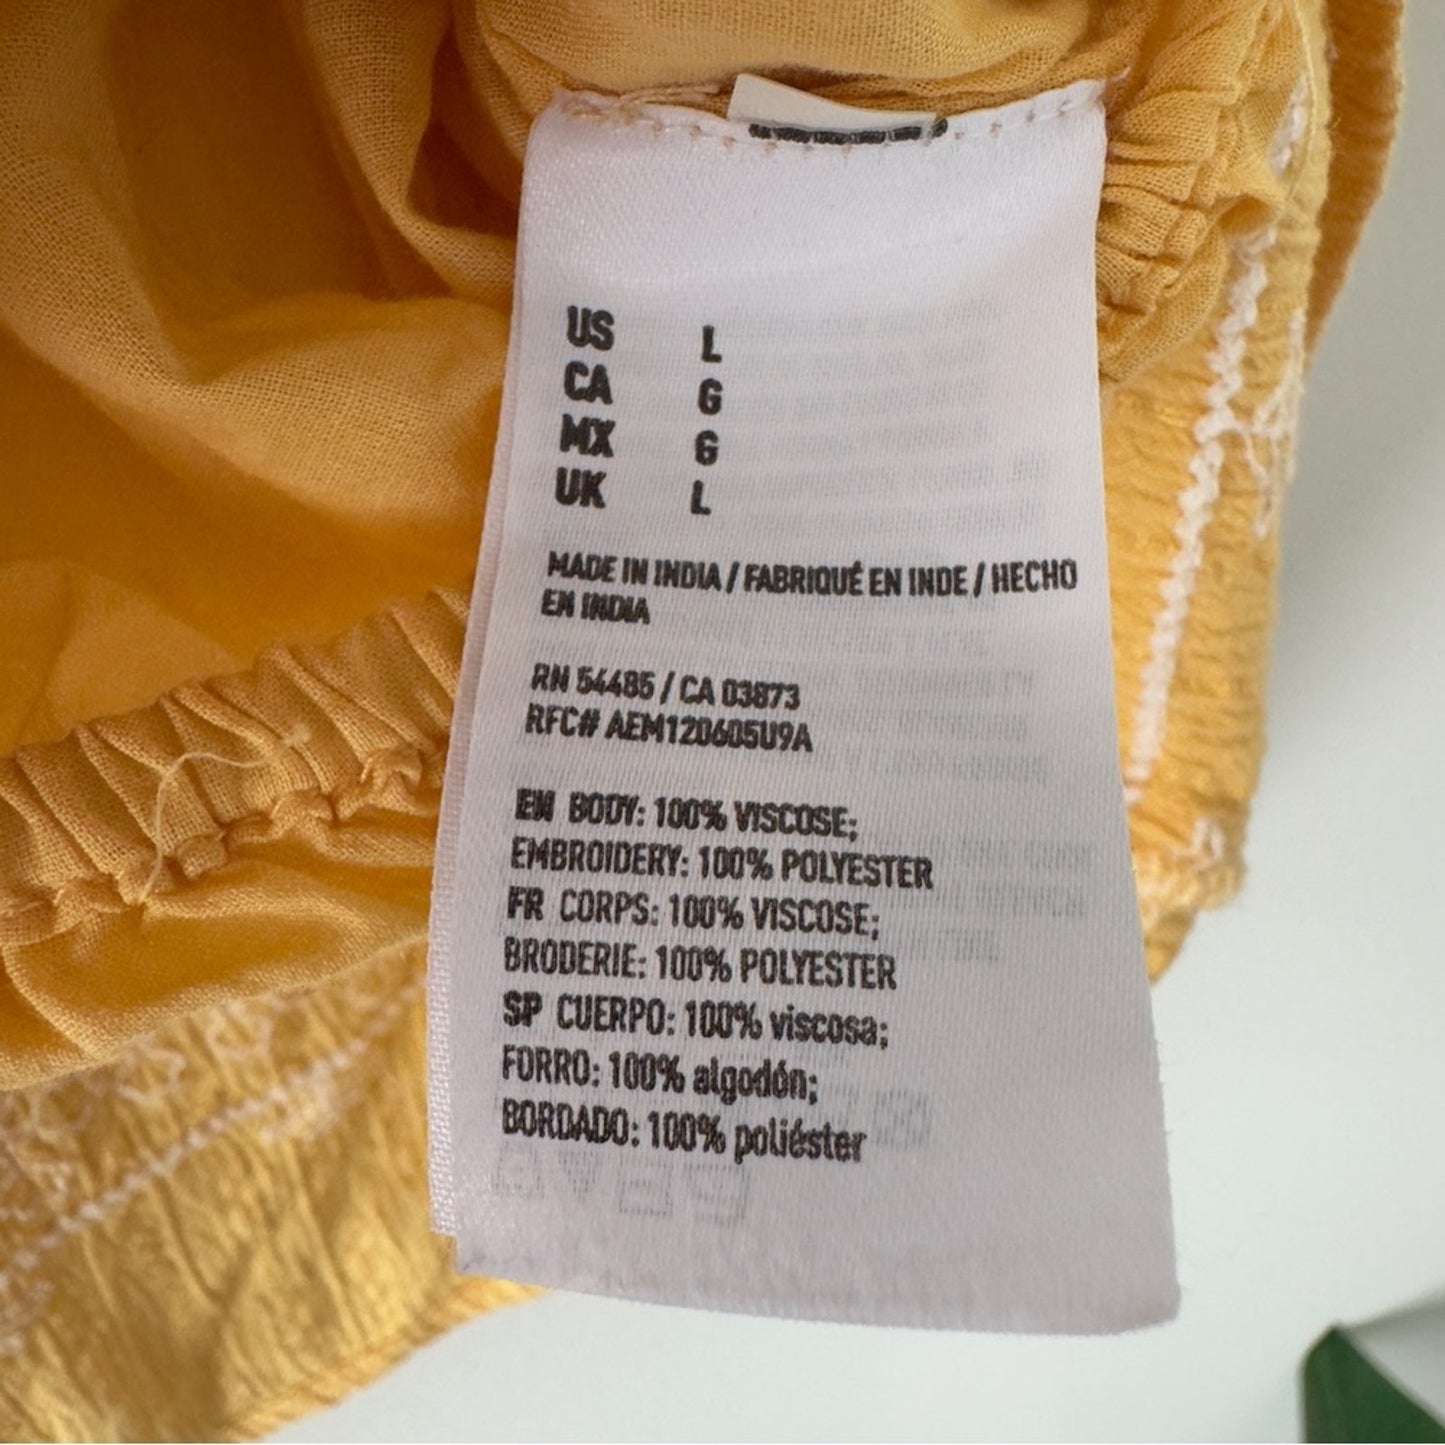 US L
CA G
MX G
UK L
MADE IN INDIA / FABRIQUÉ EN INDE / HECHO
EN INDIA
RN 54485 / CA 03873
RFC# AEM120605U9A
EN BODY: 100% VISCOSE;
EMBROIDERY: 100% POLYESTER
FR CORPS: 100% VISCOSE;
BRODERIE: 100% POLYESTER
SP CUERPO: 100% viscosa;
FORRO: 100% algodón;
BORDADO: 100% poliéster